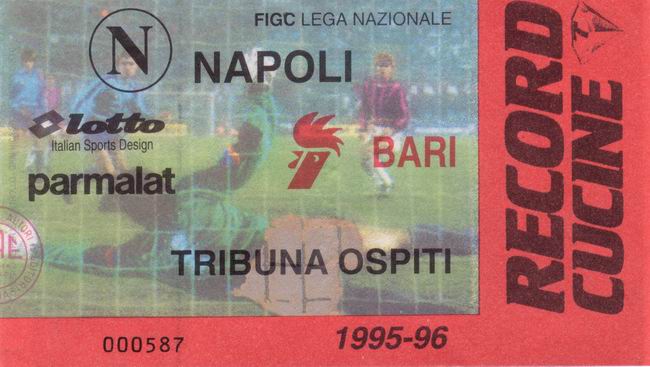 FIGC LEGA NAZIONALE
N
NAPOLI
lotto
Italian Sports Design
BARI
parmalat
TRIBUNA OSPITI
000587
1995-96
RECORD
CUCINE